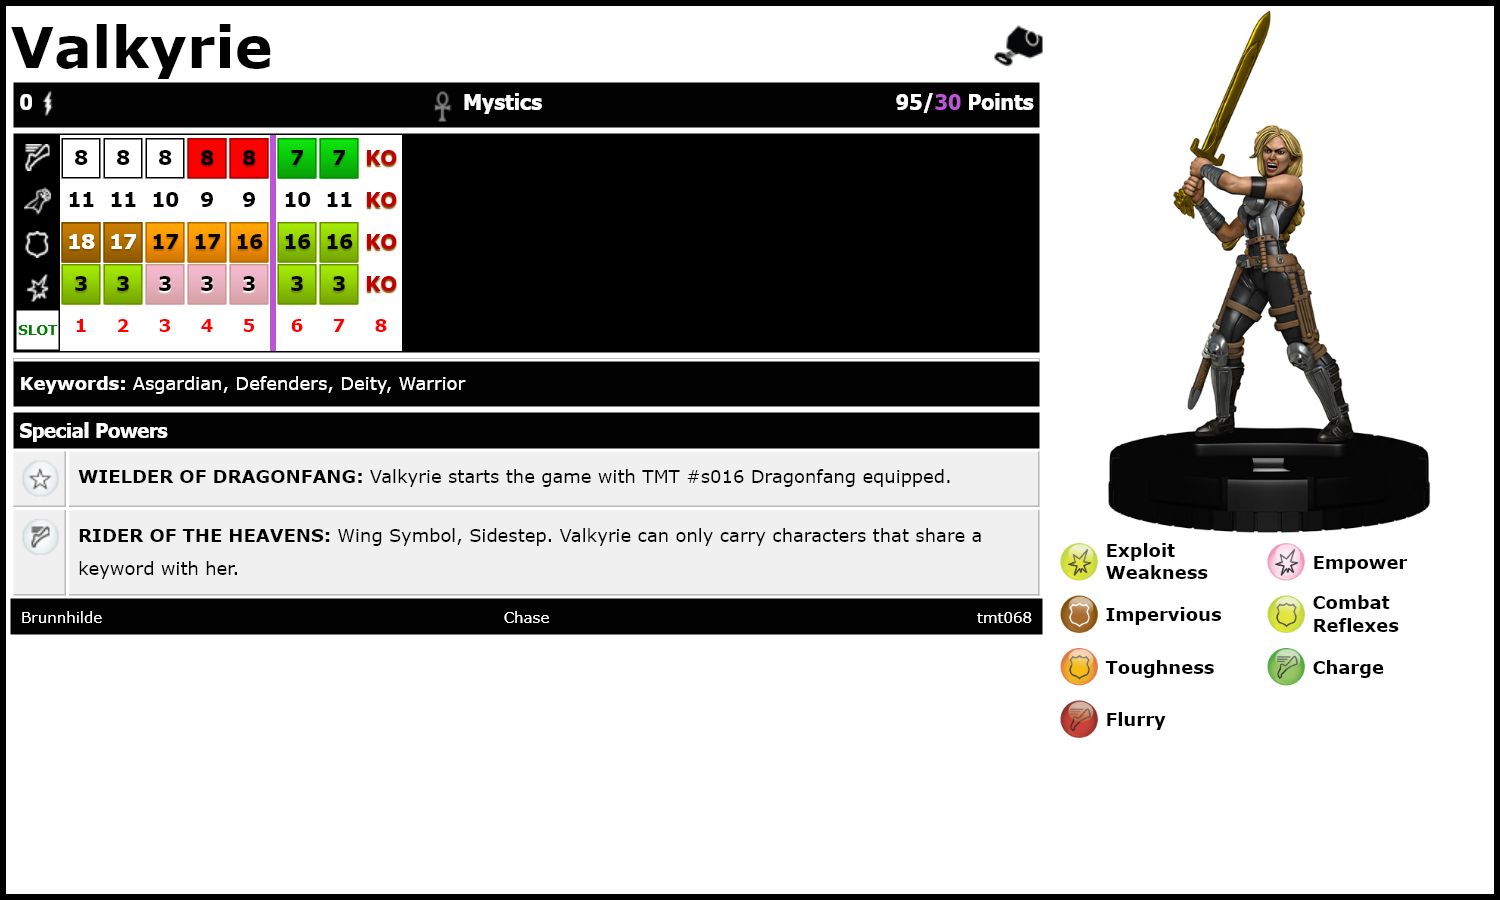 Valkyrie
0 Mystics 95/30 Points
8 8 8 8 8 7 7 KO
11 11 10 9 9 10 11 KO
18 17 17 17 16 16 16 KO
3 3 3 3 3 3 3 KO
SLOT 1 2 3 4 5 6 7 8
Keywords: Asgardian, Defenders, Deity, Warrior
Special Powers
WIELDER OF DRAGONFANG: Valkyrie starts the game with TMT #s016 Dragonfang equipped.
RIDER OF THE HEAVENS: Wing Symbol, Sidestep. Valkyrie can only carry characters that share a
keyword with her.
Brunnhilde Chase tmt068
Exploit
Weakness
Empower
Impervious
Combat
Reflexes
Toughness
Charge
Flurry